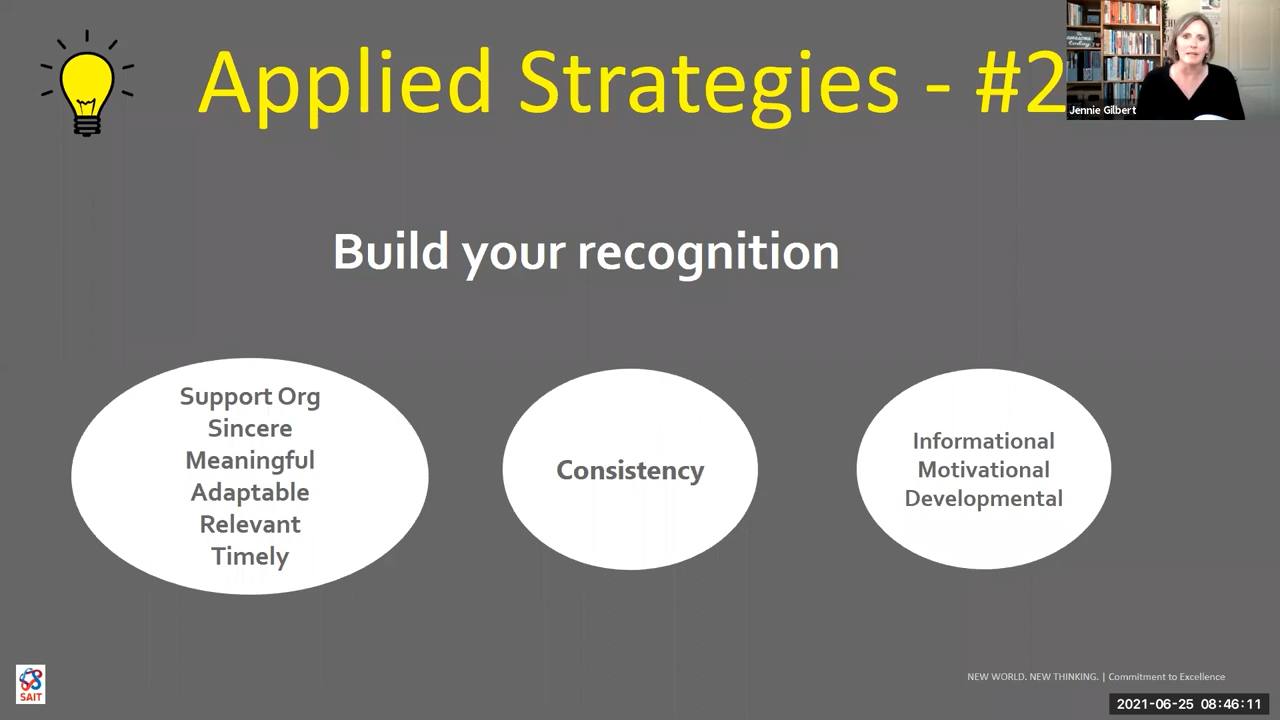 Applied Strategies - #2
Jennie Gilbert
Build your recognition
Support Org
Sincere
Meaningful
Adaptable
Relevant
Timely
Consistency
Informational
Motivational
Developmental
SAIT
NEW WORLD. NEW THINKING. | Commitment to Excellence
2021-06-25 08:46:11